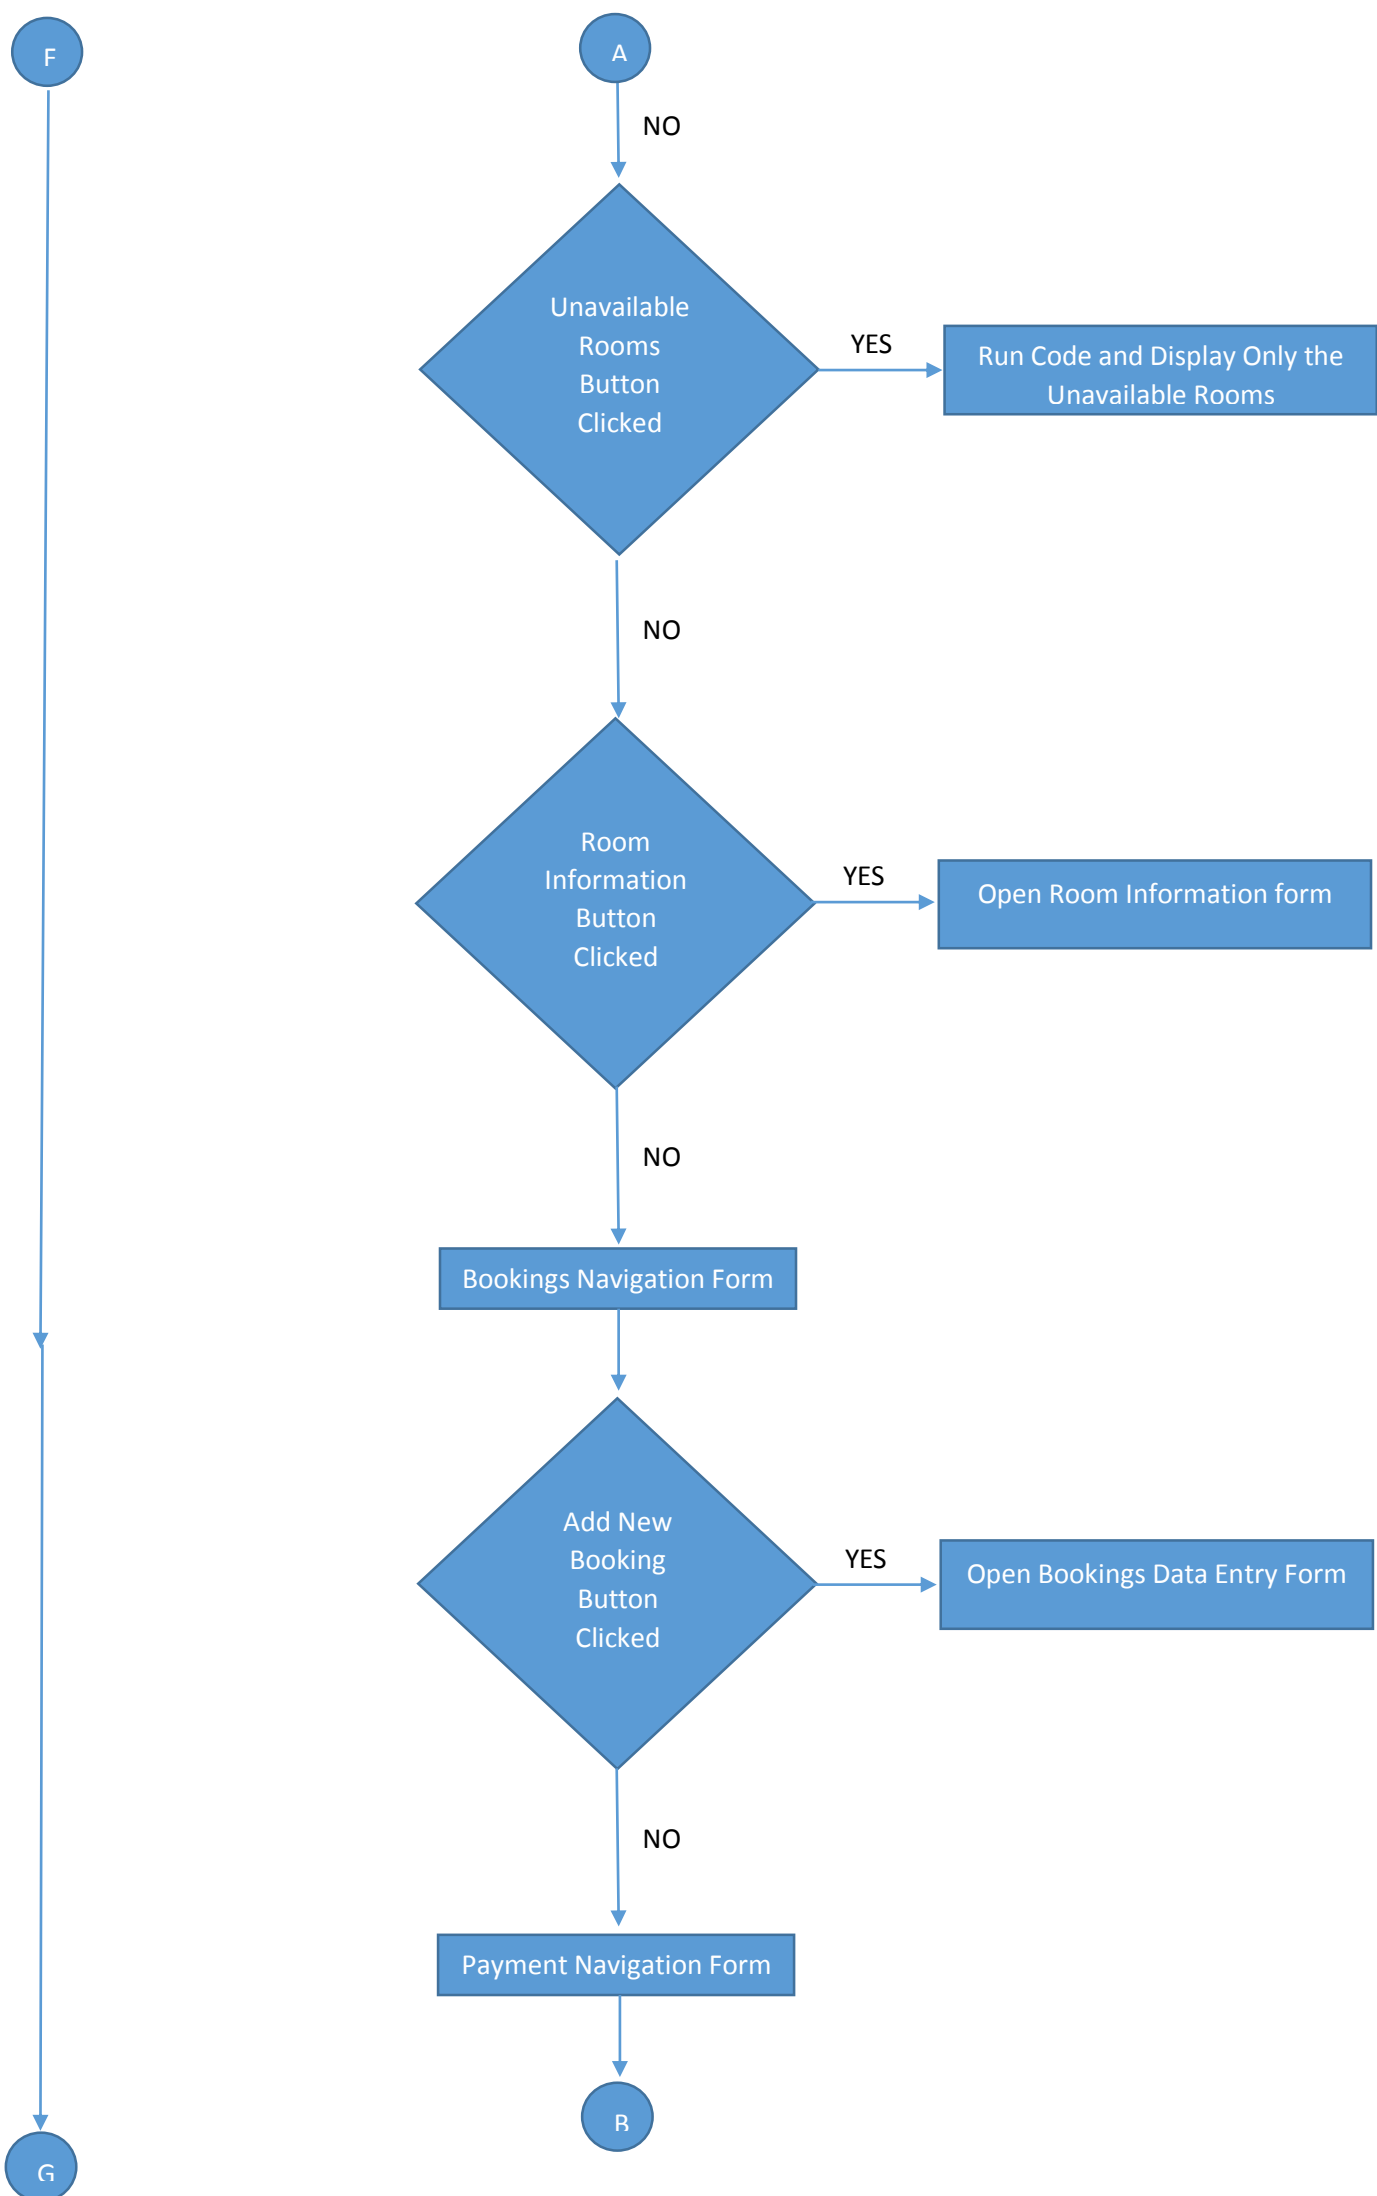 F
A
NO
Unavailable
Rooms
Button
Clicked
YES
Run Code and Display Only the
Unavailable Rooms
NO
Room
Information
Button
Clicked
YES
Open Room Information form
NO
Bookings Navigation Form
Add New
Booking
Button
Clicked
YES
Open Bookings Data Entry Form
NO
Payment Navigation Form
B
G